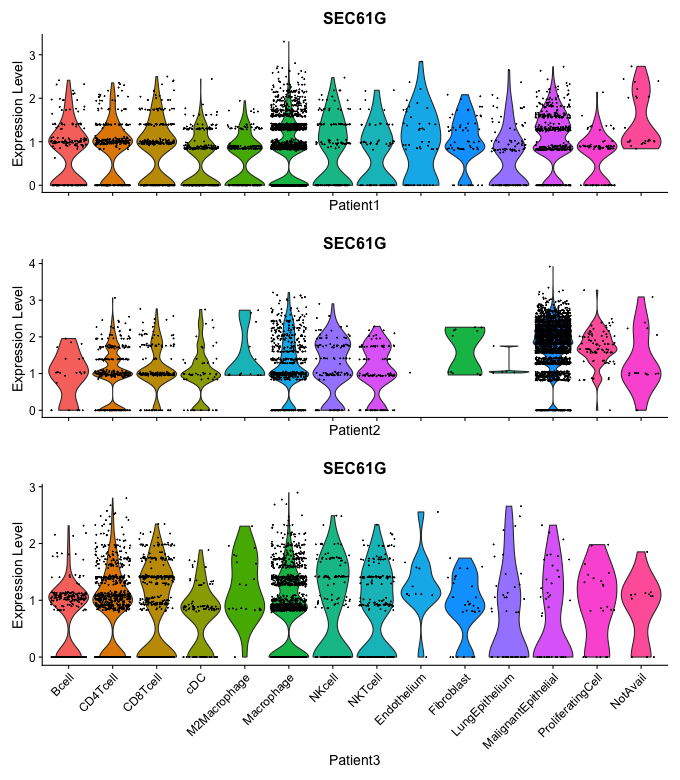 SEC61G
Expression Level
3
2
1
0
Patient1
SEC61G
Expression Level
4
3
2
1
0
Patient2
SEC61G
Expression Level
3
2
1
0
Bcell
CD4Tcell
CD8Tcell
cDC
M2Macrophage
Macrophage
NKcell
NKTcell
Endothelium
Fibroblast
LungEpithelium
MalignantEpithelial
ProliferatingCell
NotAvail
Patient3